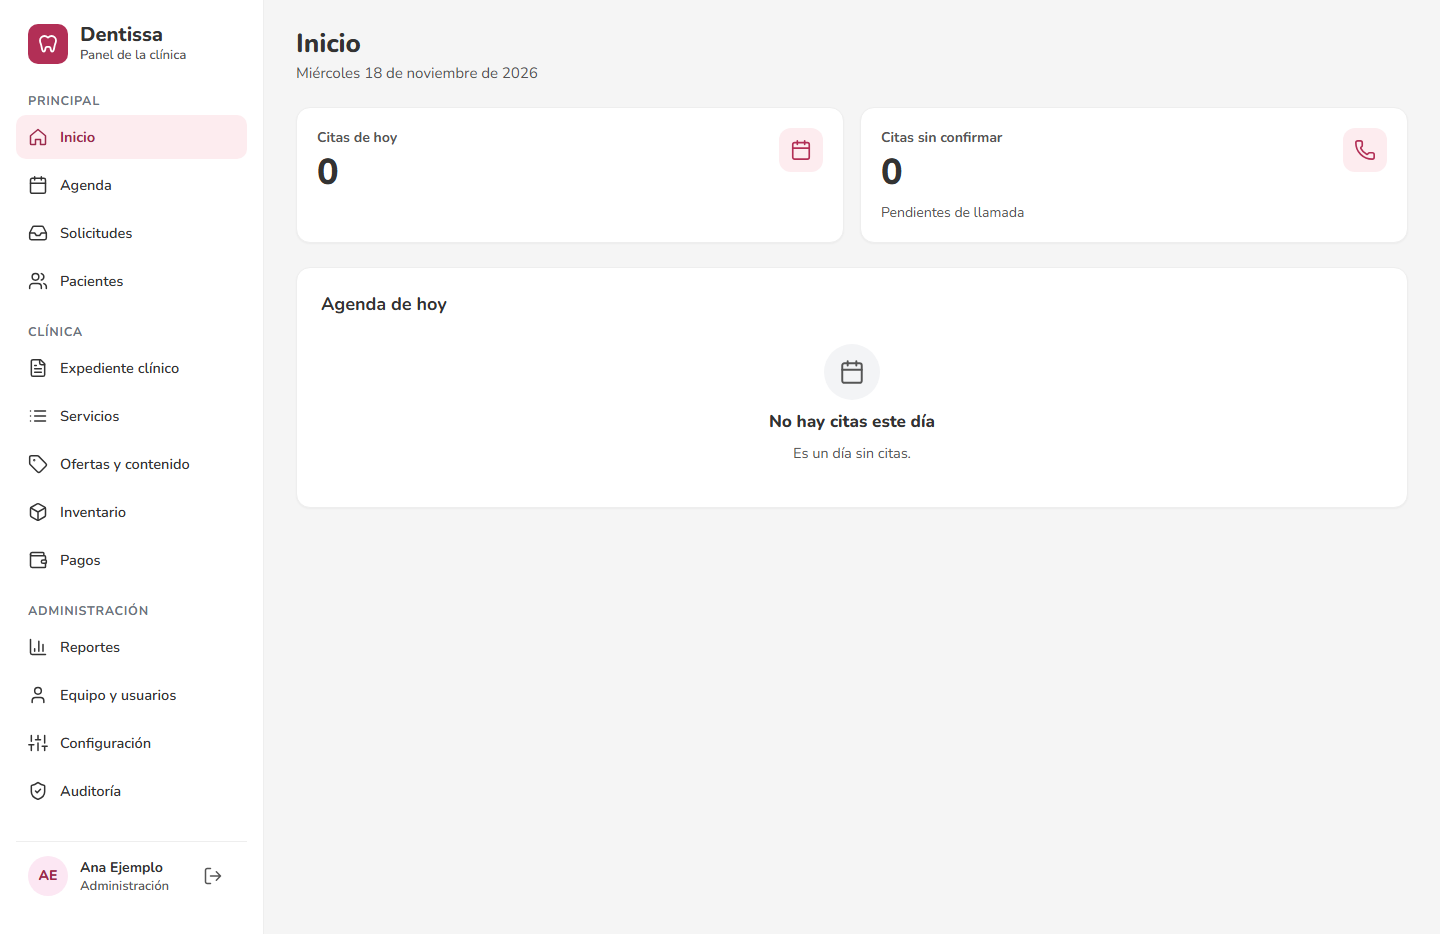 Dentissa
Panel de la clínica
PRINCIPAL
Inicio
Agenda
Solicitudes
Pacientes
CLÍNICA
Expediente clínico
Servicios
Ofertas y contenido
Inventario
Pagos
ADMINISTRACIÓN
Reportes
Equipo y usuarios
Configuración
Auditoría
AE
Ana Ejemplo
Administración
Inicio
Miércoles 18 de noviembre de 2026
Citas de hoy
0
Citas sin confirmar
0
Pendientes de llamada
Agenda de hoy
No hay citas este día
Es un día sin citas.